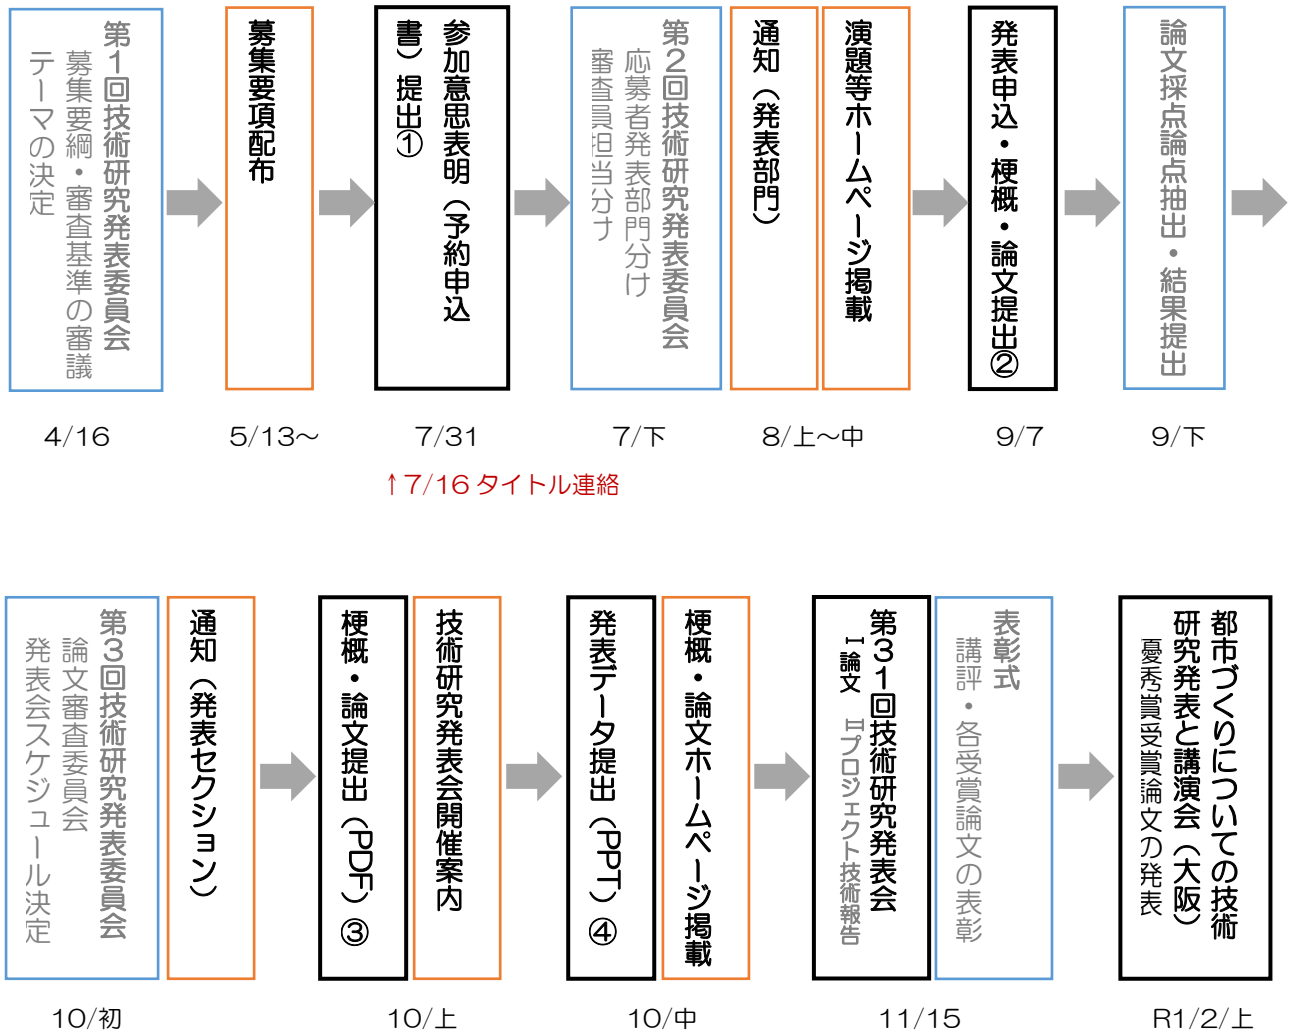 第1回技術研究発表委員会
募集要綱・審査基準の審議
テーマの決定
募集要項配布
参加意思表明（予約申込
書）提出①
第2回技術研究発表委員会
応募者発表部門分け
審査員担当分け
通知（発表部門）
演題等ホームページ掲載
発表申込・梗概・論文提出②
論文採点論点抽出・結果提出
4/16
5/13～
7/31
7/下
8/上～中
9/7
9/下
↑7/16タイトル連絡
第3回技術研究発表委員会
論文審査委員会
発表会スケジュール決定
通知（発表セクション）
梗概・論文提出（PDF）③
技術研究発表会開催案内
発表データ提出（PPT）④
梗概・論文ホームページ掲載
第31回技術研究発表会
Ⅰ論文 Ⅱプロジェクト技術報告
表彰式
講評・各受賞論文の表彰
都市づくりについての技術
研究発表と講演会（大阪）
優秀賞受賞論文の発表
10/初
10/上
10/中
11/15
R1/2/上